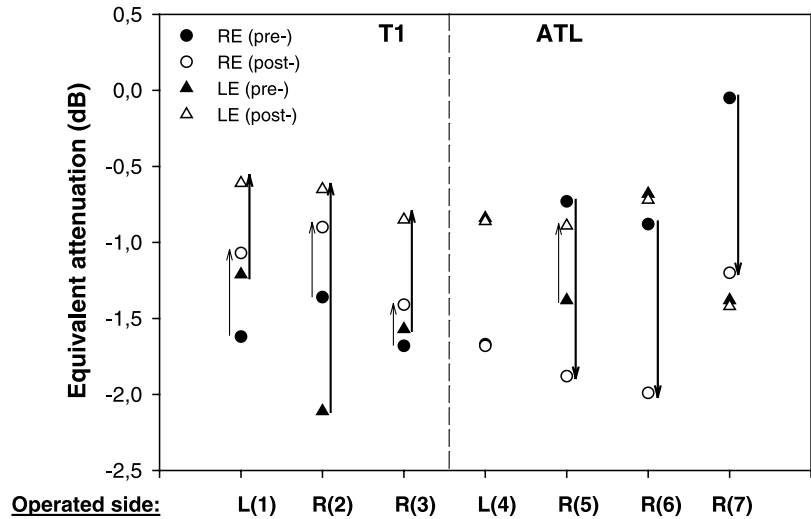 0,5
T1
ATL
RE (pre-)
RE (post-)
LE (pre-)
LE (post-)
0,0
-0,5
-1,0
-1,5
-2,0
-2,5
Equivalent attenuation (dB)
Operated side: L(1) R(2) R(3) L(4) R(5) R(6) R(7)